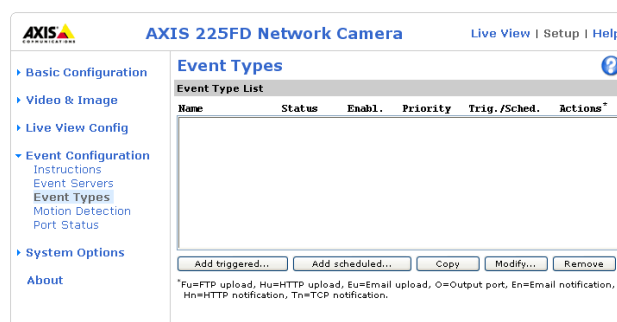 AXIS
COMMUNICATIONS
AXIS 225FD Network Camera
Live View | Setup | Help
Basic Configuration
Video & Image
Live View Config
Event Configuration
Instructions
Event Servers
Event Types
Motion Detection
Port Status
System Options
About
Event Types
?
Event Type List
Name Status Enabl. Priority Trig./Sched. Actions*
Add triggered... Add scheduled... Copy Modify... Remove
*Fu=FTP upload, Hu=HTTP upload, Eu=Email upload, O=Output port, En=Email notification,
Hn=HTTP notification, Tn=TCP notification.